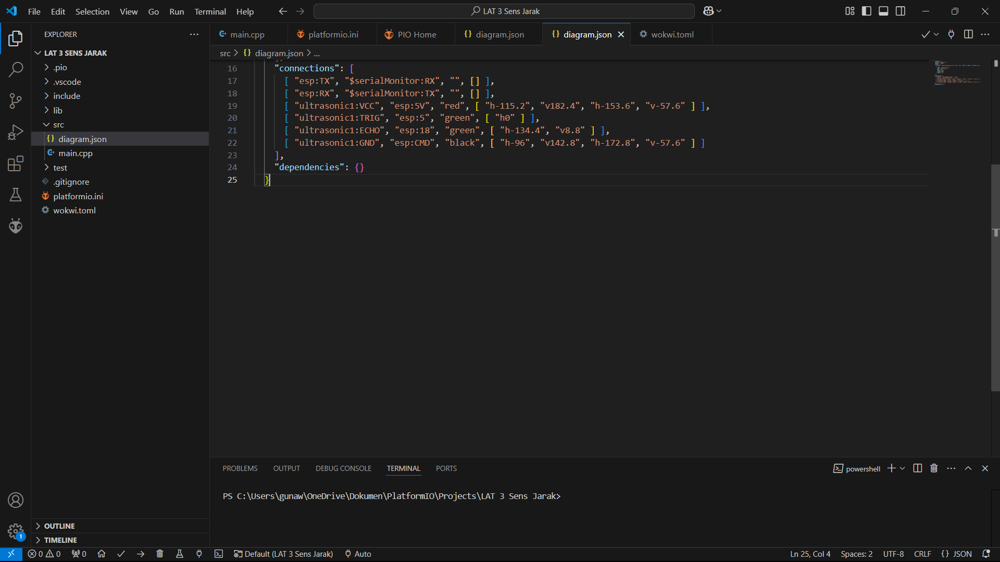 File Edit Selection View Go Run Terminal Help
LAT 3 Sens Jarak
EXPLORER
LAT 3 SENS JARAK
.pio
.vscode
include
lib
src
diagram.json
main.cpp
test
.gitignore
platformio.ini
wokwi.toml
OUTLINE
TIMELINE
main.cpp platformio.ini PIO Home diagram.json diagram.json wokwi.toml
src > {} diagram.json > ...
16 "connections": [
17 [ "esp:TX", "$serialMonitor:RX", "", [] ],
18 [ "esp:RX", "$serialMonitor:TX", "", [] ],
19 [ "ultrasonic1:VCC", "esp:5V", "red", [ "h-115.2", "v182.4", "h-153.6", "v-57.6" ] ],
20 [ "ultrasonic1:TRIG", "esp:5", "green", [ "h0" ] ],
21 [ "ultrasonic1:ECHO", "esp:18", "green", [ "h-134.4", "v8.8" ] ],
22 [ "ultrasonic1:GND", "esp:CMD", "black", [ "h-96", "v142.8", "h-172.8", "v-57.6" ] ]
23 ],
24 "dependencies": {}
25 }
PROBLEMS OUTPUT DEBUG CONSOLE TERMINAL PORTS
powershell
PS C:\Users\gunaw\OneDrive\Dokumen\PlatformIO\Projects\LAT 3 Sens Jarak>
1
0 0 0 Default (LAT 3 Sens Jarak) Auto
Ln 25, Col 4 Spaces: 2 UTF-8 CRLF {} JSON